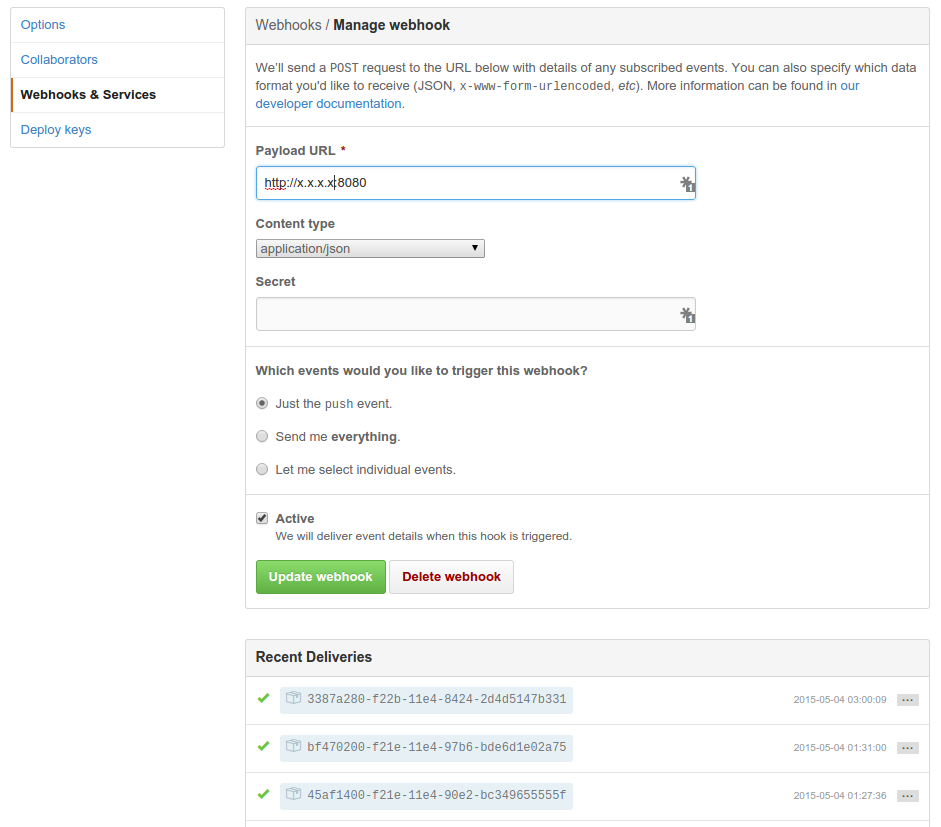 Options
Collaborators
Webhooks & Services
Deploy keys
Webhooks / Manage webhook
We'll send a POST request to the URL below with details of any subscribed events. You can also specify which data
format you'd like to receive (JSON, x-www-form-urlencoded, etc). More information can be found in our
developer documentation.
Payload URL *
http://x.x.x.x:8080
1
Content type
application/json
Secret
1
Which events would you like to trigger this webhook?
Just the push event.
Send me everything.
Let me select individual events.
Active
We will deliver event details when this hook is triggered.
Update webhook Delete webhook
Recent Deliveries
3387a280-f22b-11e4-8424-2d4d5147b331 2015-05-04 03:00:09 ...
bf470200-f21e-11e4-97b6-bde6d1e02a75 2015-05-04 01:31:00 ...
45af1400-f21e-11e4-90e2-bc349655555f 2015-05-04 01:27:36 ...